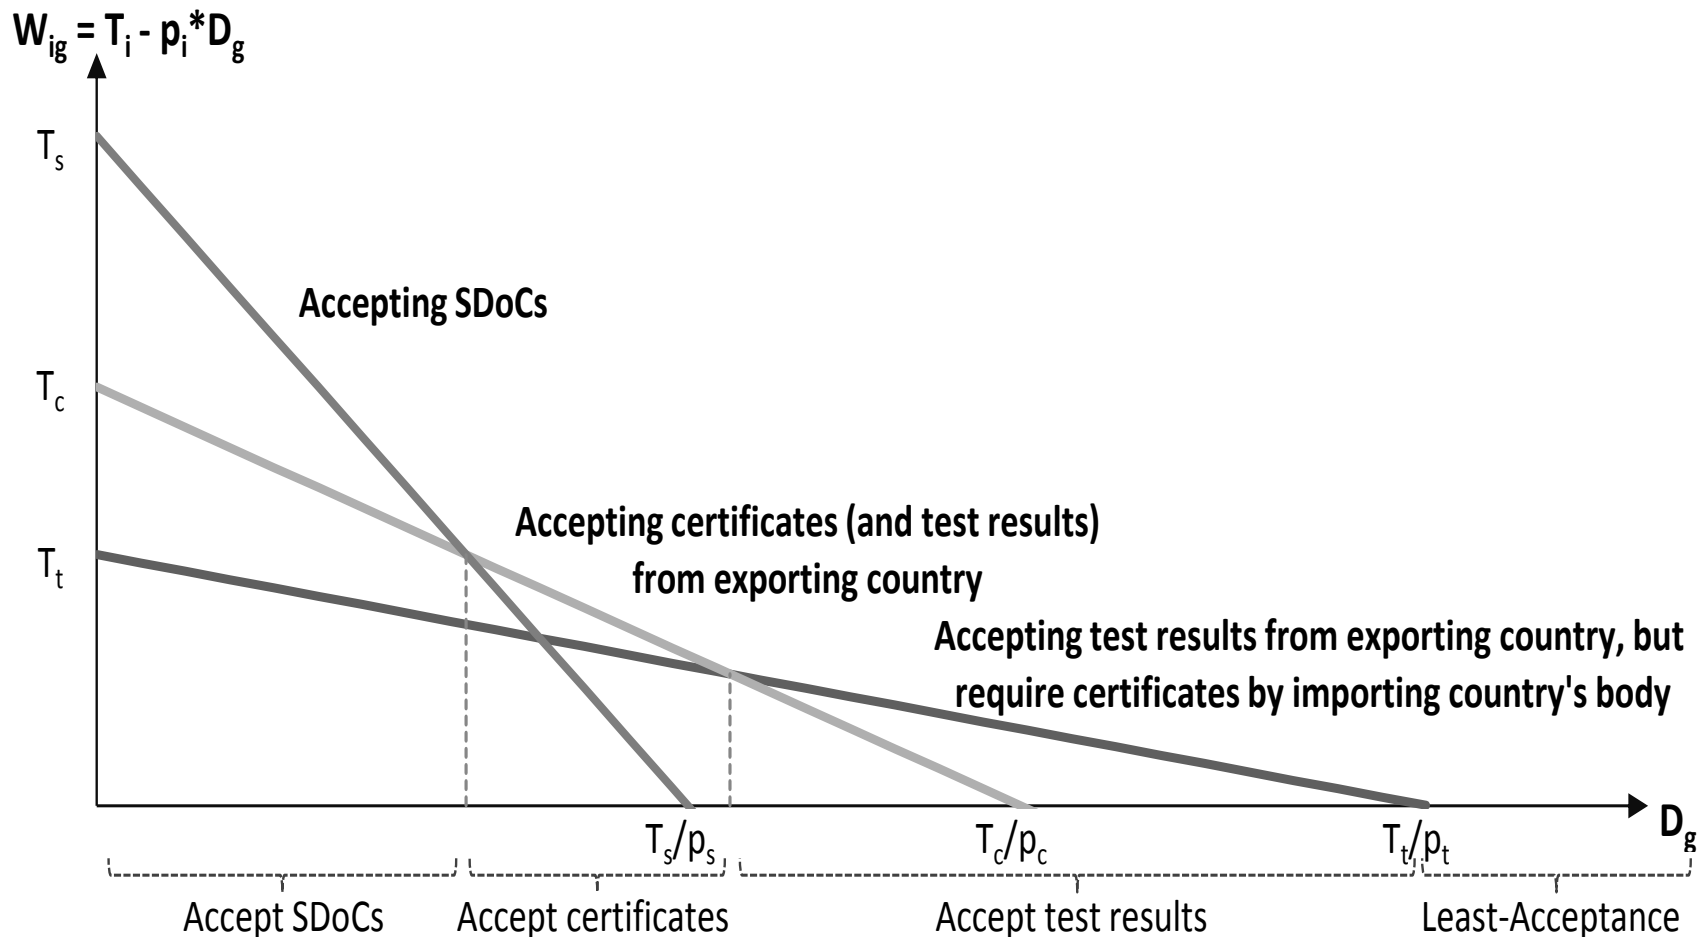 W_ig = T_i - p_i*D_g
T_s
Accepting SDoCs
T_c
Accepting certificates (and test results)
from exporting country
T_t
Accepting test results from exporting country, but
require certificates by importing country's body
T_s/p_s
T_c/p_c
T_t/p_t
D_g
Accept SDoCs
Accept certificates
Accept test results
Least-Acceptance